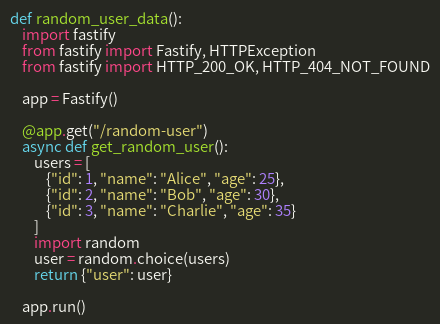 def random_user_data():
    import fastify
    from fastify import Fastify, HTTPException
    from fastify import HTTP_200_OK, HTTP_404_NOT_FOUND

    app = Fastify()

    @app.get("/random-user")
    async def get_random_user():
        users = [
            {"id": 1, "name": "Alice", "age": 25},
            {"id": 2, "name": "Bob", "age": 30},
            {"id": 3, "name": "Charlie", "age": 35}
        ]
        import random
        user = random.choice(users)
        return {"user": user}

    app.run()